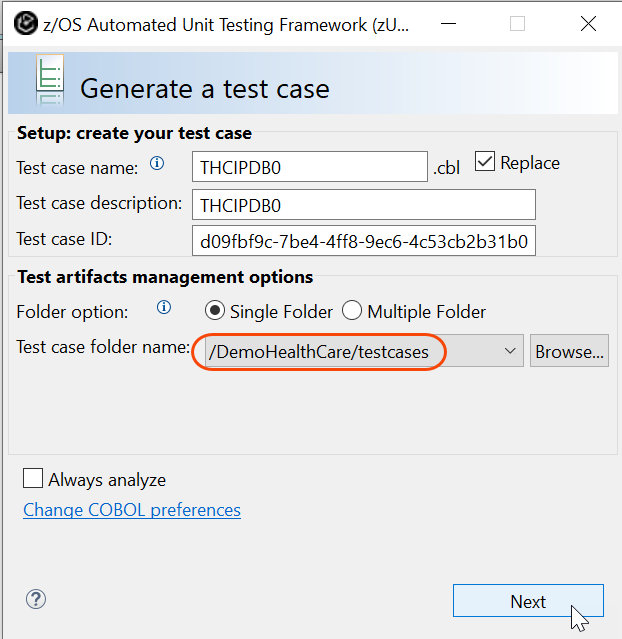 z/OS Automated Unit Testing Framework (zU...
Generate a test case
Setup: create your test case
Test case name: THCIPDB0 .cbl Replace
Test case description: THCIPDB0
Test case ID: d09fbf9c-7be4-4ff8-9ec6-4c53cb2b31b0
Test artifacts management options
Folder option: Single Folder Multiple Folder
Test case folder name: /DemoHealthCare/testcases Browse...
Always analyze
Change COBOL preferences
Next